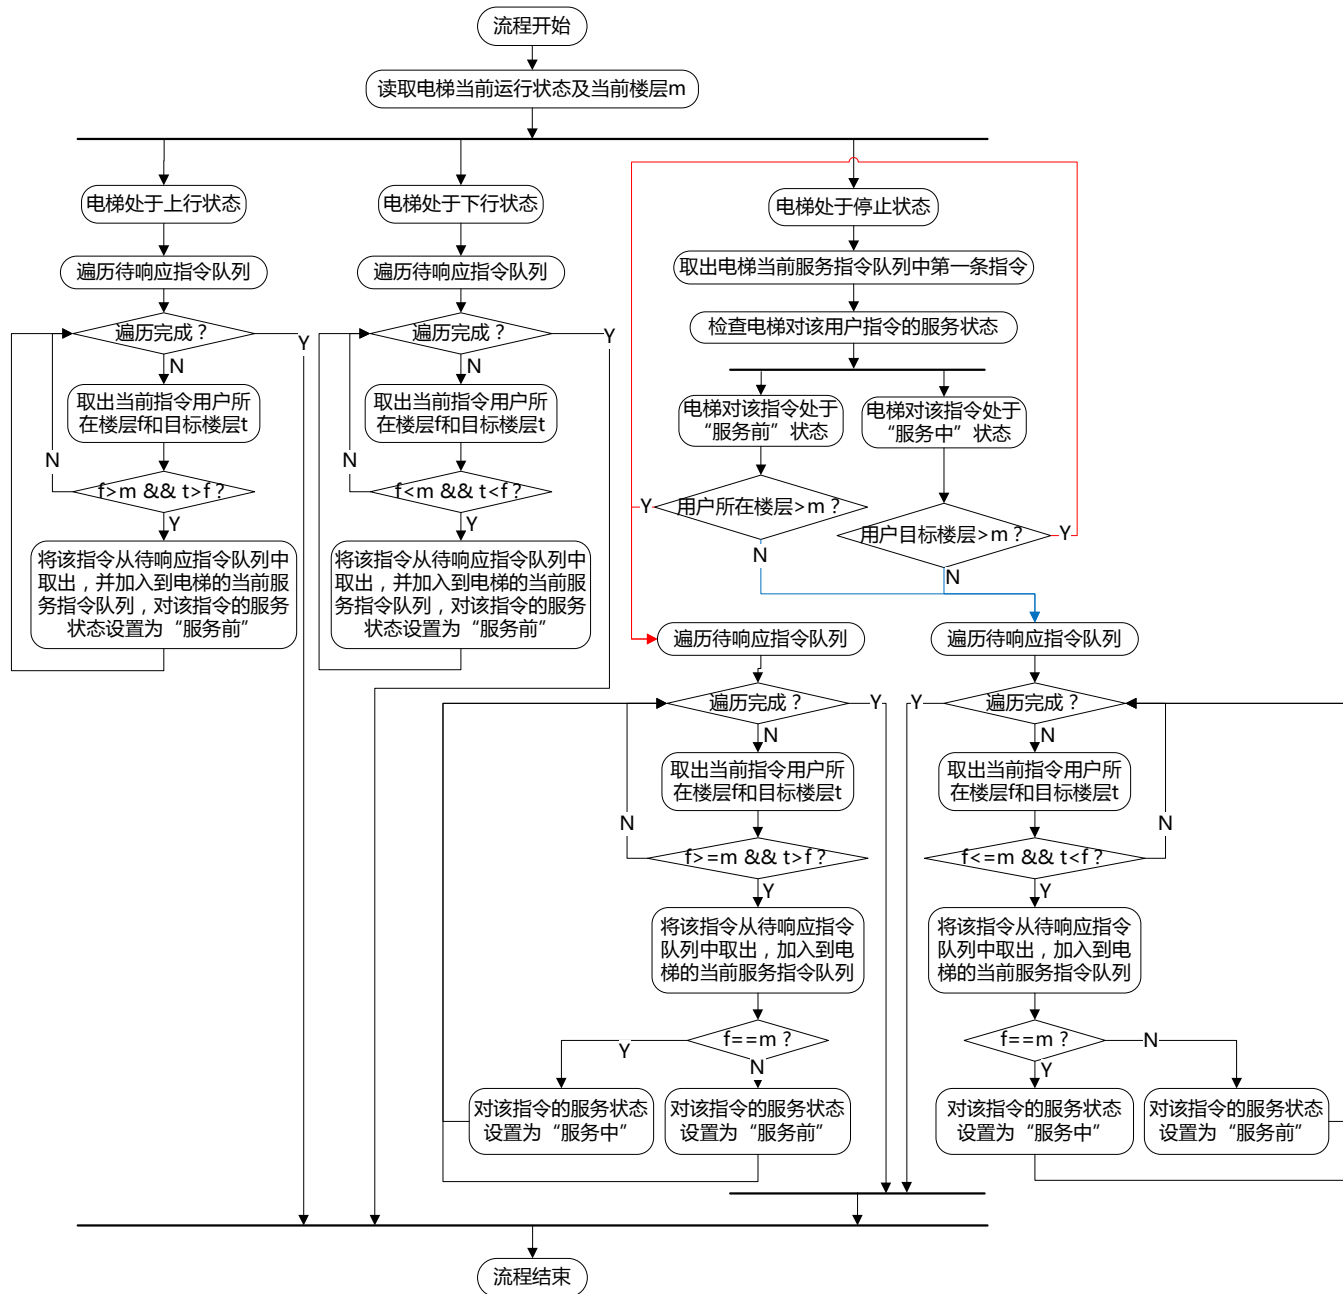 流程开始
读取电梯当前运行状态及当前楼层m
电梯处于上行状态
遍历待响应指令队列
遍历完成？
Y
N
取出当前指令用户所
在楼层f和目标楼层t
N
f>m && t>f？
Y
将该指令从待响应指令队列中
取出，并加入到电梯的当前服
务指令队列，对该指令的服务
状态设置为“服务前”
电梯处于下行状态
遍历待响应指令队列
遍历完成？
Y
N
取出当前指令用户所
在楼层f和目标楼层t
N
f<m && t<f？
Y
将该指令从待响应指令队列中
取出，并加入到电梯的当前服
务指令队列，对该指令的服务
状态设置为“服务前”
电梯处于停止状态
取出电梯当前服务指令队列中第一条指令
检查电梯对该用户指令的服务状态
电梯对该指令处于
“服务前”状态
电梯对该指令处于
“服务中”状态
Y
用户所在楼层>m？
N
用户目标楼层>m？
Y
N
遍历待响应指令队列
遍历完成？
Y
N
取出当前指令用户所
在楼层f和目标楼层t
N
f>=m && t>f？
Y
将该指令从待响应指令
队列中取出，加入到电
梯的当前服务指令队列
f==m？
Y
N
对该指令的服务状态
设置为“服务中”
对该指令的服务状态
设置为“服务前”
遍历待响应指令队列
Y
遍历完成？
N
取出当前指令用户所
在楼层f和目标楼层t
N
f<=m && t<f？
Y
将该指令从待响应指令
队列中取出，加入到电
梯的当前服务指令队列
f==m？
N
Y
对该指令的服务状态
设置为“服务中”
对该指令的服务状态
设置为“服务前”
流程结束